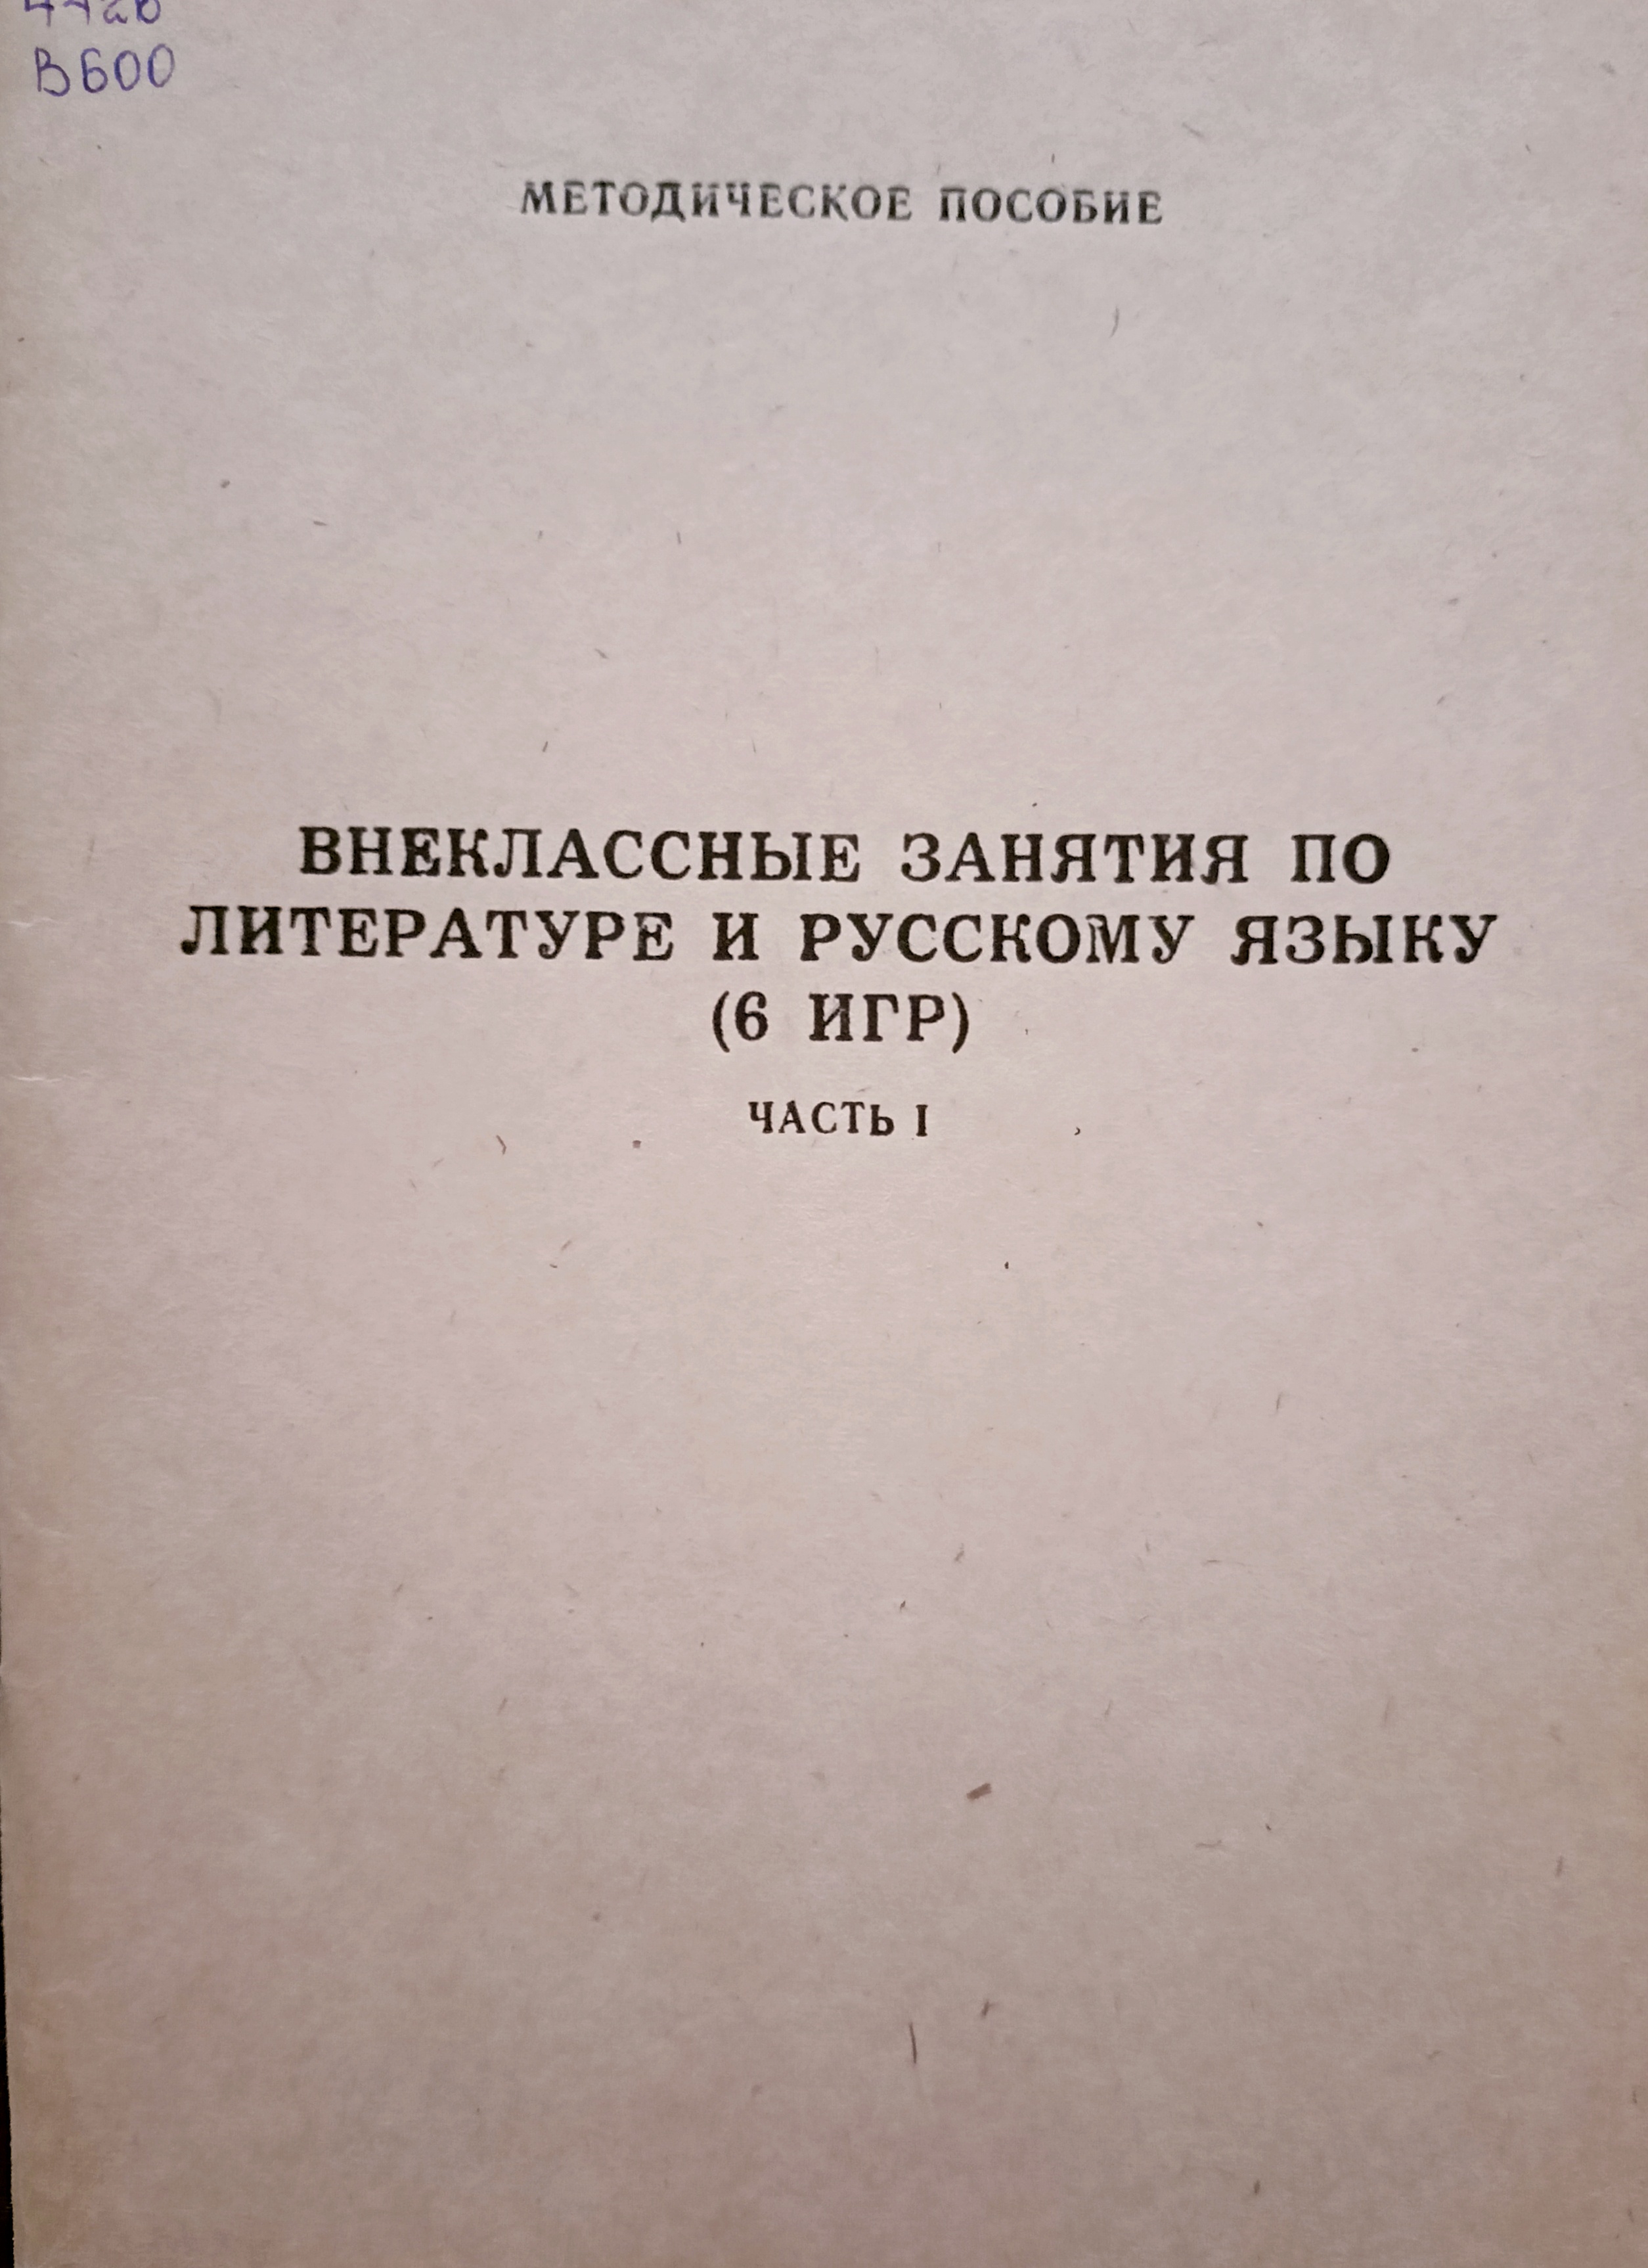 В600
МЕТОДИЧЕСКОЕ ПОСОБИЕ
ВНЕКЛАССНЫЕ ЗАНЯТИЯ ПО
ЛИТЕРАТУРЕ И РУССКОМУ ЯЗЫКУ
(6 ИГР)
ЧАСТЬ I